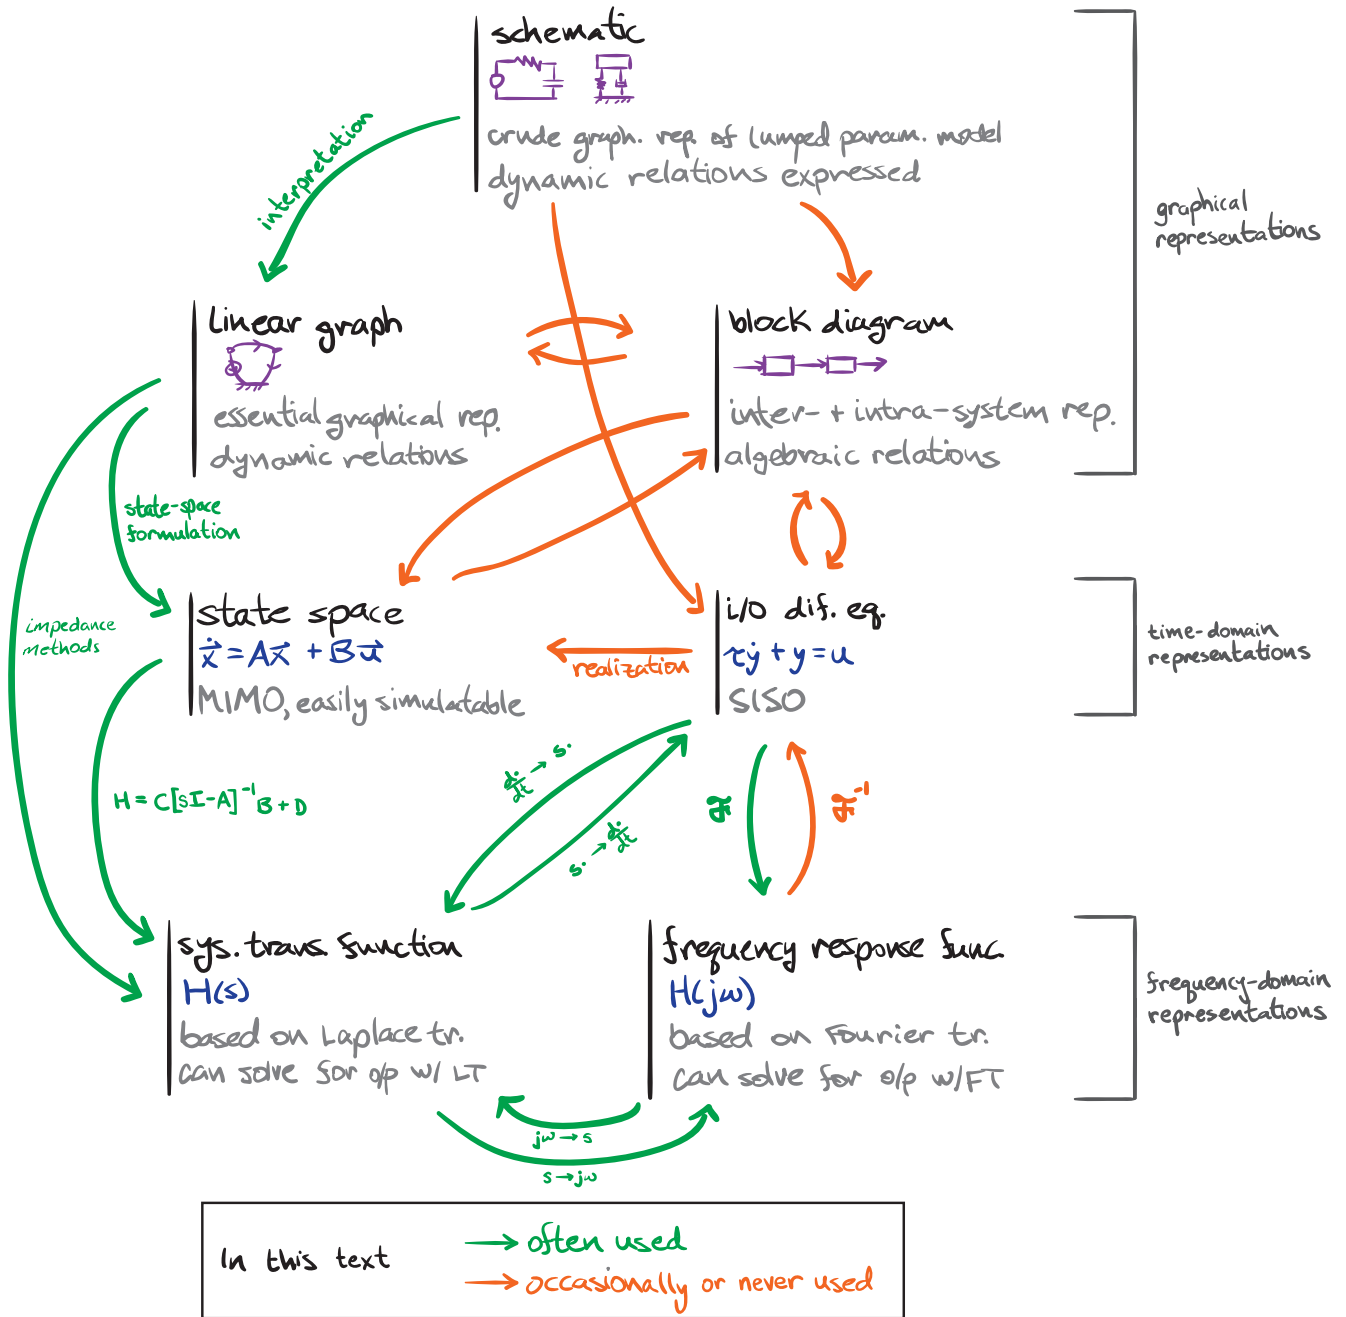 schematic
crude graph. rep. of lumped param. model
dynamic relations expressed
graphical
representations
interpretation
linear graph
essential graphical rep.
dynamic relations
block diagram
inter- + intra-system rep.
algebraic relations
state-space
formulation
impedance
methods
state space
ẋ⃗ = Ax⃗ + Bu⃗
MIMO, easily simulatable
realization
i/o dif. eq.
τẏ + y = u
SISO
time-domain
representations
H = C[sI-A]⁻¹B + D
d·/dt → s·
s· → d·/dt
ℱ
ℱ⁻¹
sys. trans. function
H(s)
based on Laplace tr.
can solve for o/p w/ LT
frequency response func.
H(jω)
based on Fourier tr.
can solve for o/p w/FT
frequency-domain
representations
jω → s
s → jω
In this text
→ often used
→ occasionally or never used